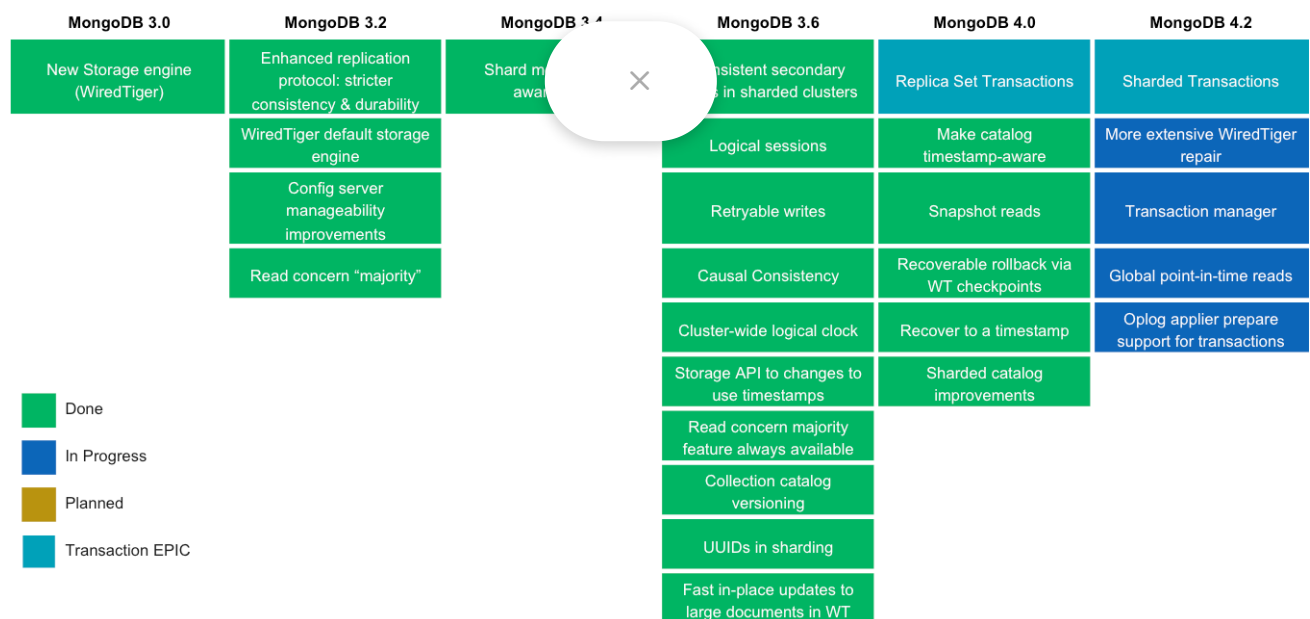 MongoDB 3.0
MongoDB 3.2
MongoDB 3.4
MongoDB 3.6
MongoDB 4.0
MongoDB 4.2
New Storage engine
(WiredTiger)
Enhanced replication
protocol: stricter
consistency & durability
WiredTiger default storage
engine
Config server
manageability
improvements
Read concern “majority”
Shard
secondary
in sharded clusters
Logical sessions
Retryable writes
Causal Consistency
Cluster-wide logical clock
Storage API to changes to
use timestamps
Read concern majority
feature always available
Collection catalog
versioning
UUIDs in sharding
Fast in-place updates to
large documents in WT
Replica Set Transactions
Make catalog
timestamp-aware
Snapshot reads
Recoverable rollback via
WT checkpoints
Recover to a timestamp
Sharded catalog
improvements
Sharded Transactions
More extensive WiredTiger
repair
Transaction manager
Global point-in-time reads
Oplog applier prepare
support for transactions
Done
In Progress
Planned
Transaction EPIC